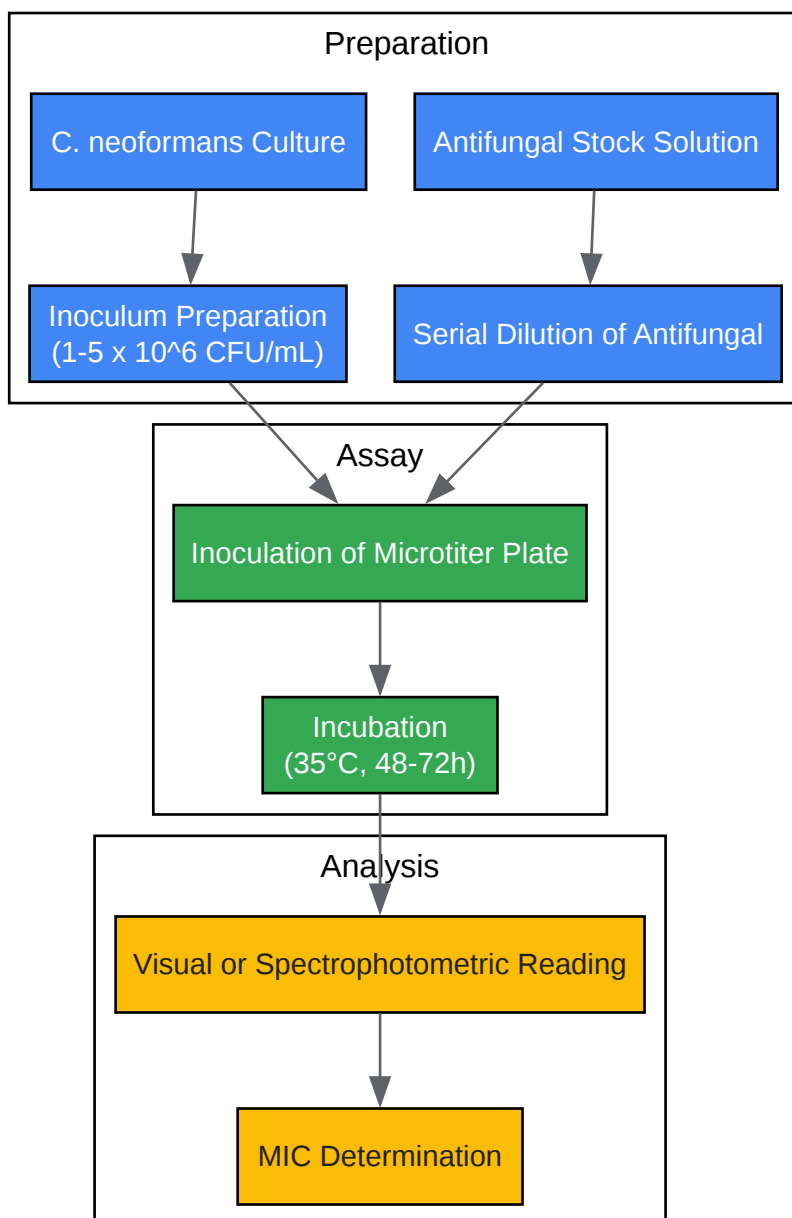 Preparation
C. neoformans Culture
Antifungal Stock Solution
Inoculum Preparation
(1-5 x 10^6 CFU/mL)
Serial Dilution of Antifungal
Assay
Inoculation of Microtiter Plate
Incubation
(35°C, 48-72h)
Analysis
Visual or Spectrophotometric Reading
MIC Determination